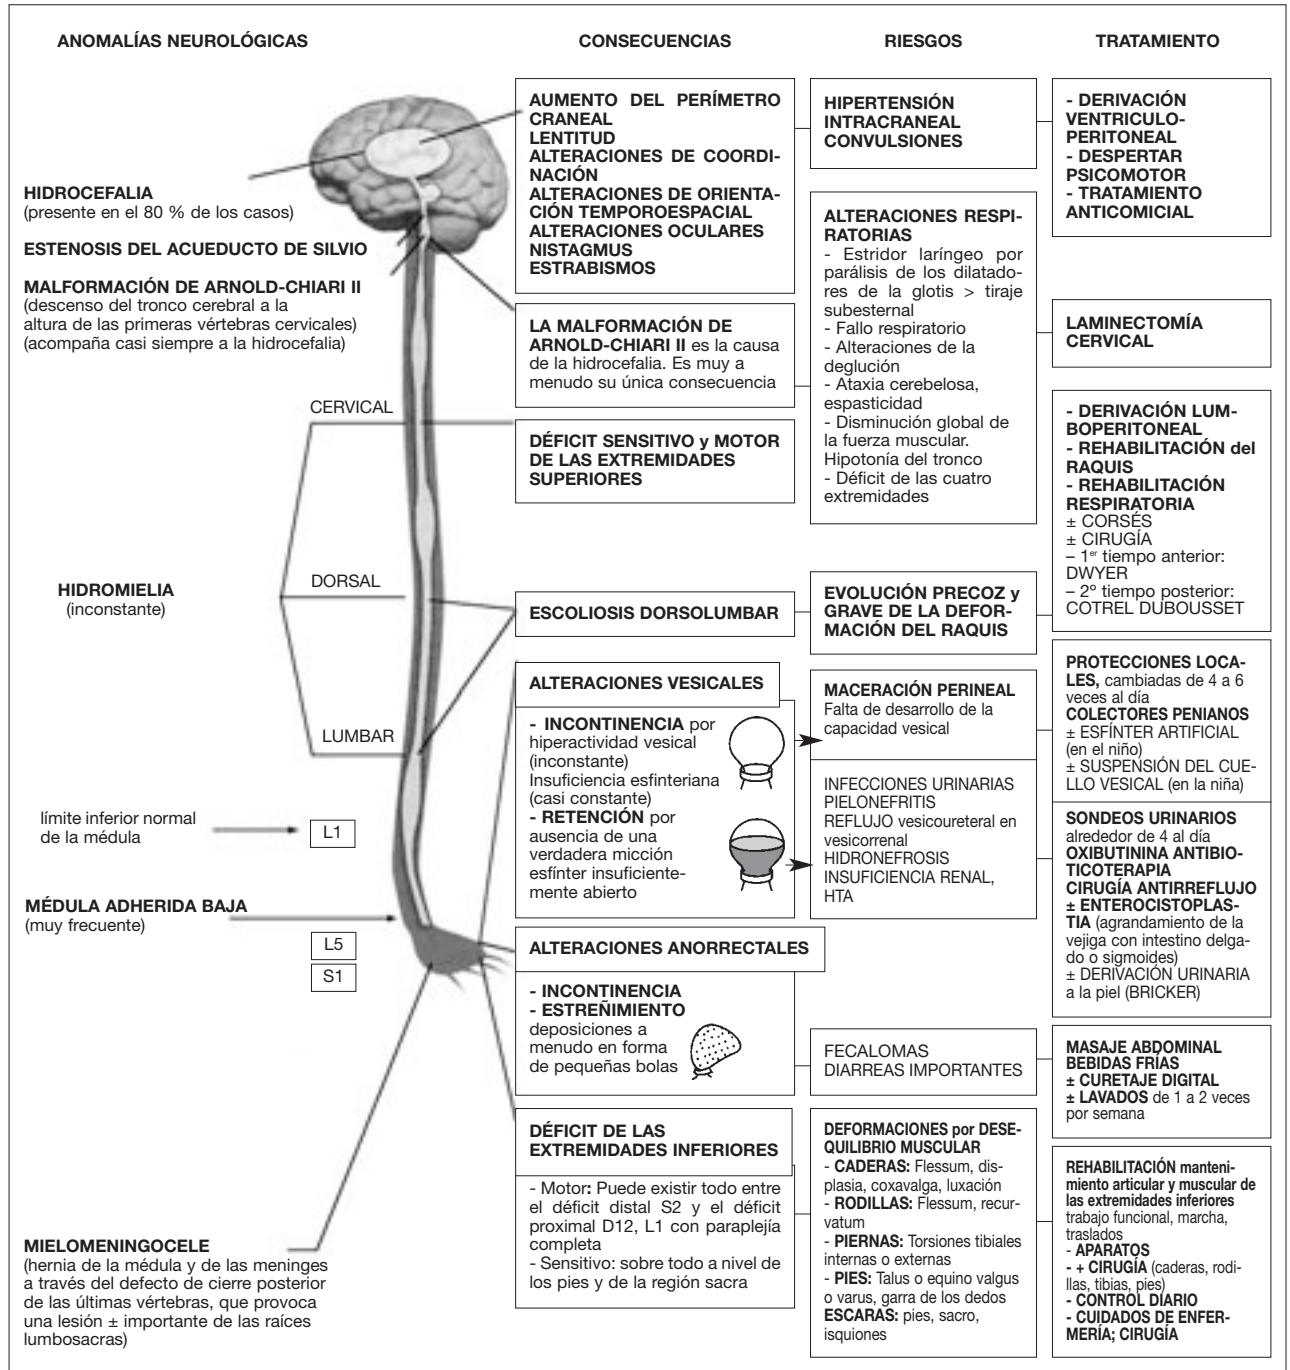 ANOMALÍAS NEUROLÓGICAS
HIDROCEFALIA
(presente en el 80 % de los casos)
ESTENOSIS DEL ACUEDUCTO DE SILVIO
MALFORMACIÓN DE ARNOLD-CHIARI II
(descenso del tronco cerebral a la
altura de las primeras vértebras cervicales)
(acompaña casi siempre a la hidrocefalia)
CERVICAL
HIDROMIELIA
(inconstante)
DORSAL
LUMBAR
límite inferior normal
de la médula
L1
MÉDULA ADHERIDA BAJA
(muy frecuente)
L5
S1
MIELOMENINGOCELE
(hernia de la médula y de las meninges
a través del defecto de cierre posterior
de las últimas vértebras, que provoca
una lesión ± importante de las raíces
lumbosacras)
CONSECUENCIAS
AUMENTO DEL PERÍMETRO
CRANEAL
LENTITUD
ALTERACIONES DE COORDI-
NACIÓN
ALTERACIONES DE ORIENTA-
CIÓN TEMPOROESPACIAL
ALTERACIONES OCULARES
NISTAGMUS
ESTRABISMOS
LA MALFORMACIÓN DE
ARNOLD-CHIARI II es la causa
de la hidrocefalia. Es muy a
menudo su única consecuencia
DÉFICIT SENSITIVO y MOTOR
DE LAS EXTREMIDADES
SUPERIORES
ESCOLIOSIS DORSOLUMBAR
ALTERACIONES VESICALES
- INCONTINENCIA por
hiperactividad vesical
(inconstante)
Insuficiencia esfinteriana
(casi constante)
- RETENCIÓN por
ausencia de una
verdadera micción
esfínter insuficiente-
mente abierto
ALTERACIONES ANORRECTALES
- INCONTINENCIA
- ESTREÑIMIENTO
deposiciones a
menudo en forma
de pequeñas bolas
DÉFICIT DE LAS
EXTREMIDADES INFERIORES
- Motor: Puede existir todo entre
el déficit distal S2 y el déficit
proximal D12, L1 con paraplejía
completa
- Sensitivo: sobre todo a nivel de
los pies y de la región sacra
RIESGOS
HIPERTENSIÓN
INTRACRANEAL
CONVULSIONES
ALTERACIONES RESPI-
RATORIAS
- Estridor laríngeo por
parálisis de los dilatado-
res de la glotis > tiraje
subesternal
- Fallo respiratorio
- Alteraciones de la
deglución
- Ataxia cerebelosa,
espasticidad
- Disminución global de
la fuerza muscular.
Hipotonía del tronco
- Déficit de las cuatro
extremidades
EVOLUCIÓN PRECOZ y
GRAVE DE LA DEFOR-
MACIÓN DEL RAQUIS
MACERACIÓN PERINEAL
Falta de desarrollo de la
capacidad vesical
INFECCIONES URINARIAS
PIELONEFRITIS
REFLUJO vesicoureteral en
vesicorrenal
HIDRONEFROSIS
INSUFICIENCIA RENAL,
HTA
FECALOMAS
DIARREAS IMPORTANTES
DEFORMACIONES por DESE-
QUILIBRIO MUSCULAR
- CADERAS: Flessum, dis-
plasia, coxavalga, luxación
- RODILLAS: Flessum, recur-
vatum
- PIERNAS: Torsiones tibiales
internas o externas
- PIES: Talus o equino valgus
o varus, garra de los dedos
ESCARAS: pies, sacro,
isquiones
TRATAMIENTO
- DERIVACIÓN
VENTRICULO-
PERITONEAL
- DESPERTAR
PSICOMOTOR
- TRATAMIENTO
ANTICOMICIAL
LAMINECTOMÍA
CERVICAL
- DERIVACIÓN LUM-
BOPERITONEAL
- REHABILITACIÓN del
RAQUIS
- REHABILITACIÓN
RESPIRATORIA
± CORSÉS
± CIRUGÍA
– 1er tiempo anterior:
DWYER
– 2º tiempo posterior:
COTREL DUBOUSSET
PROTECCIONES LOCA-
LES, cambiadas de 4 a 6
veces al día
COLECTORES PENIANOS
± ESFÍNTER ARTIFICIAL
(en el niño)
± SUSPENSIÓN DEL CUE-
LLO VESICAL (en la niña)
SONDEOS URINARIOS
alrededor de 4 al día
OXIBUTININA ANTIBIO-
TICOTERAPIA
CIRUGÍA ANTIRREFLUJO
± ENTEROCISTOPLAS-
TIA (agrandamiento de la
vejiga con intestino delga-
do o sigmoides)
± DERIVACIÓN URINARIA
a la piel (BRICKER)
MASAJE ABDOMINAL
BEBIDAS FRÍAS
± CURETAJE DIGITAL
± LAVADOS de 1 a 2 veces
por semana
REHABILITACIÓN manteni-
miento articular y muscular de
las extremidades inferiores
trabajo funcional, marcha,
traslados
- APARATOS
- + CIRUGÍA (caderas, rodi-
llas, tibias, pies)
- CONTROL DIARIO
- CUIDADOS DE ENFER-
MERÍA; CIRUGÍA